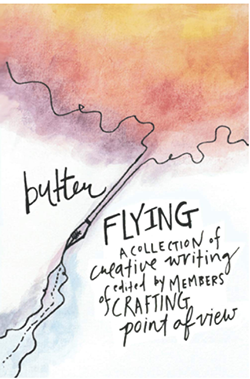 butter
FLYING
A COLLECTION of
creative writing
edited by MEMBERS
of CRAFTING
point of view